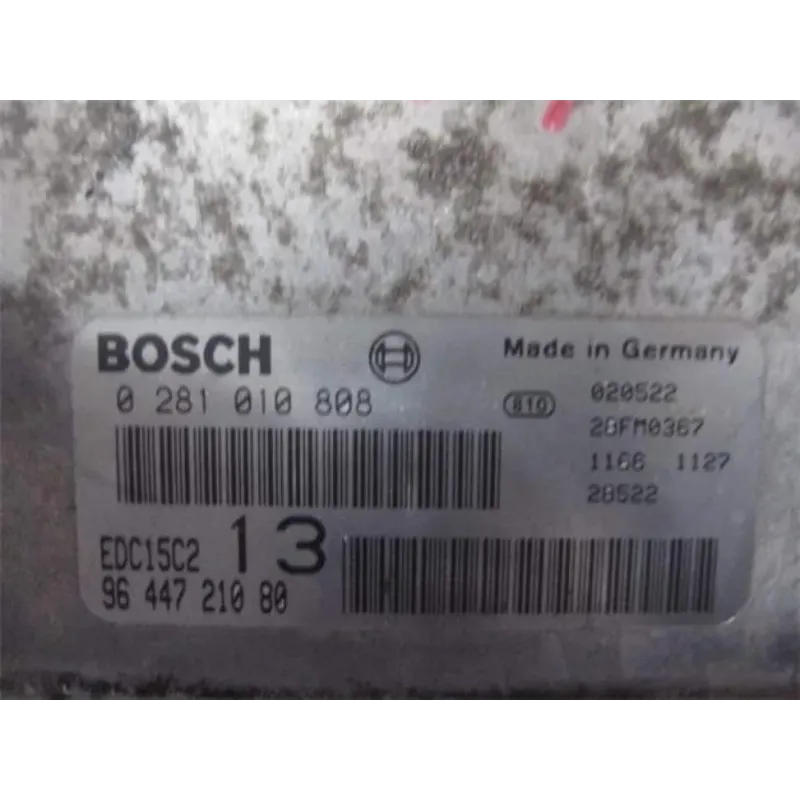 BOSCH
Made in Germany
0 281 010 808
020522
28FM0367
1166 1127
28522
EDC15C2 13
96 447 210 80